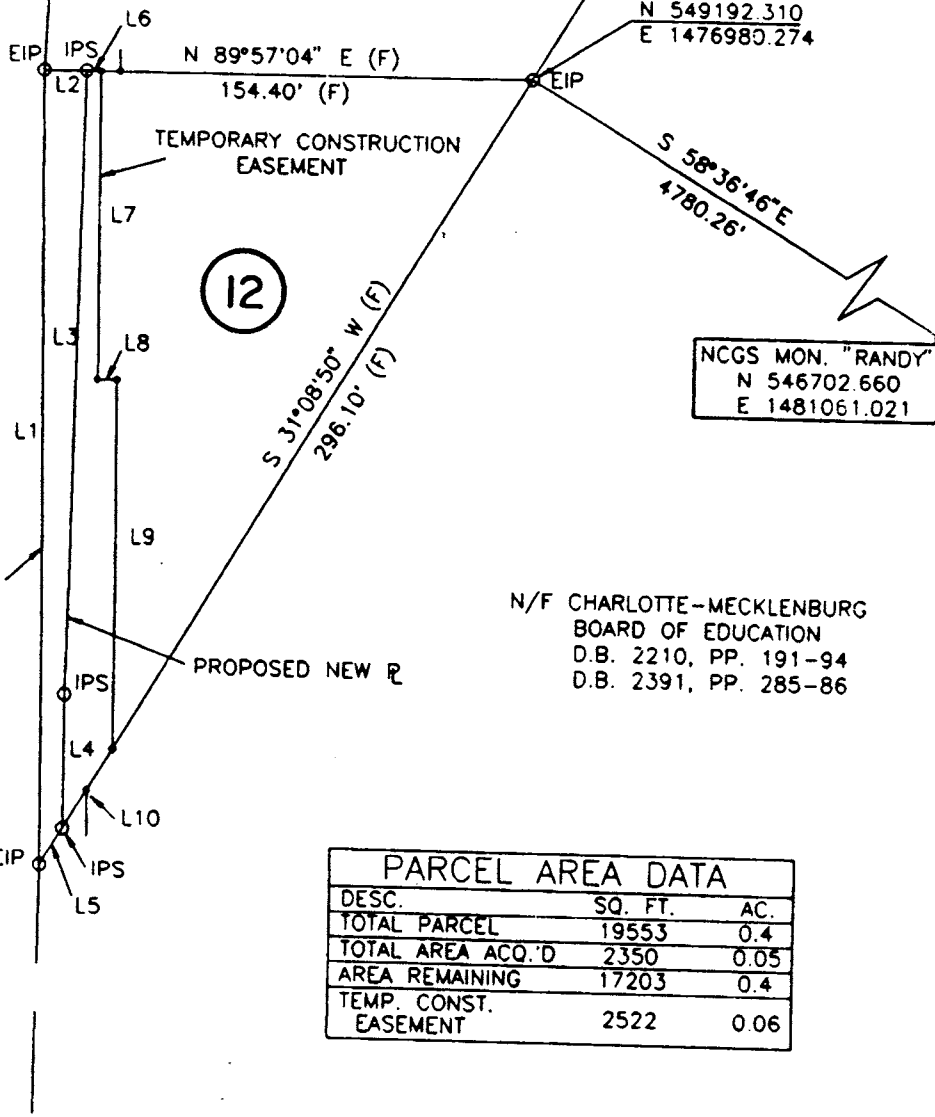 L6
N 549192.310
E 1476980.274
EIP
IPS
N 89°57'04" E (F)
L2
154.40' (F)
EIP
TEMPORARY CONSTRUCTION
EASEMENT
S 58°36'46"E
4780.26'
L7
12
S 31°08'50" W (F)
296.10' (F)
L3
L8
NCGS MON. "RANDY"
N 546702.660
E 1481061.021
L1
L9
N/F CHARLOTTE-MECKLENBURG
BOARD OF EDUCATION
D.B. 2210, PP. 191-94
D.B. 2391, PP. 285-86
PROPOSED NEW PL
IPS
L4
L10
EIP
IPS
L5
PARCEL AREA DATA
DESC. SQ. FT. AC.
TOTAL PARCEL 19553 0.4
TOTAL AREA ACQ.'D 2350 0.05
AREA REMAINING 17203 0.4
TEMP. CONST.
EASEMENT 2522 0.06